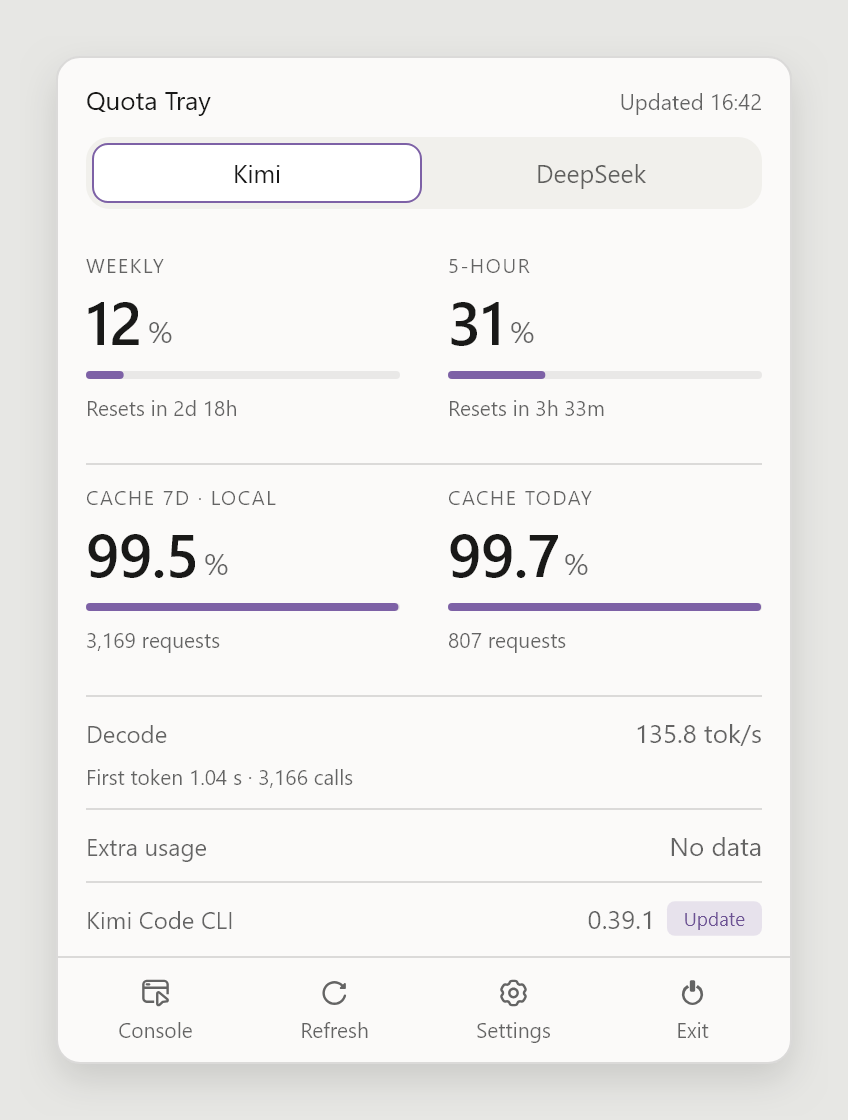 Quota Tray
Updated 16:42
Kimi
DeepSeek
WEEKLY
5-HOUR
12 %
31 %
Resets in 2d 18h
Resets in 3h 33m
CACHE 7D · LOCAL
CACHE TODAY
99.5 %
99.7 %
3,169 requests
807 requests
Decode
135.8 tok/s
First token 1.04 s · 3,166 calls
Extra usage
No data
Kimi Code CLI
0.39.1
Update
Console
Refresh
Settings
Exit